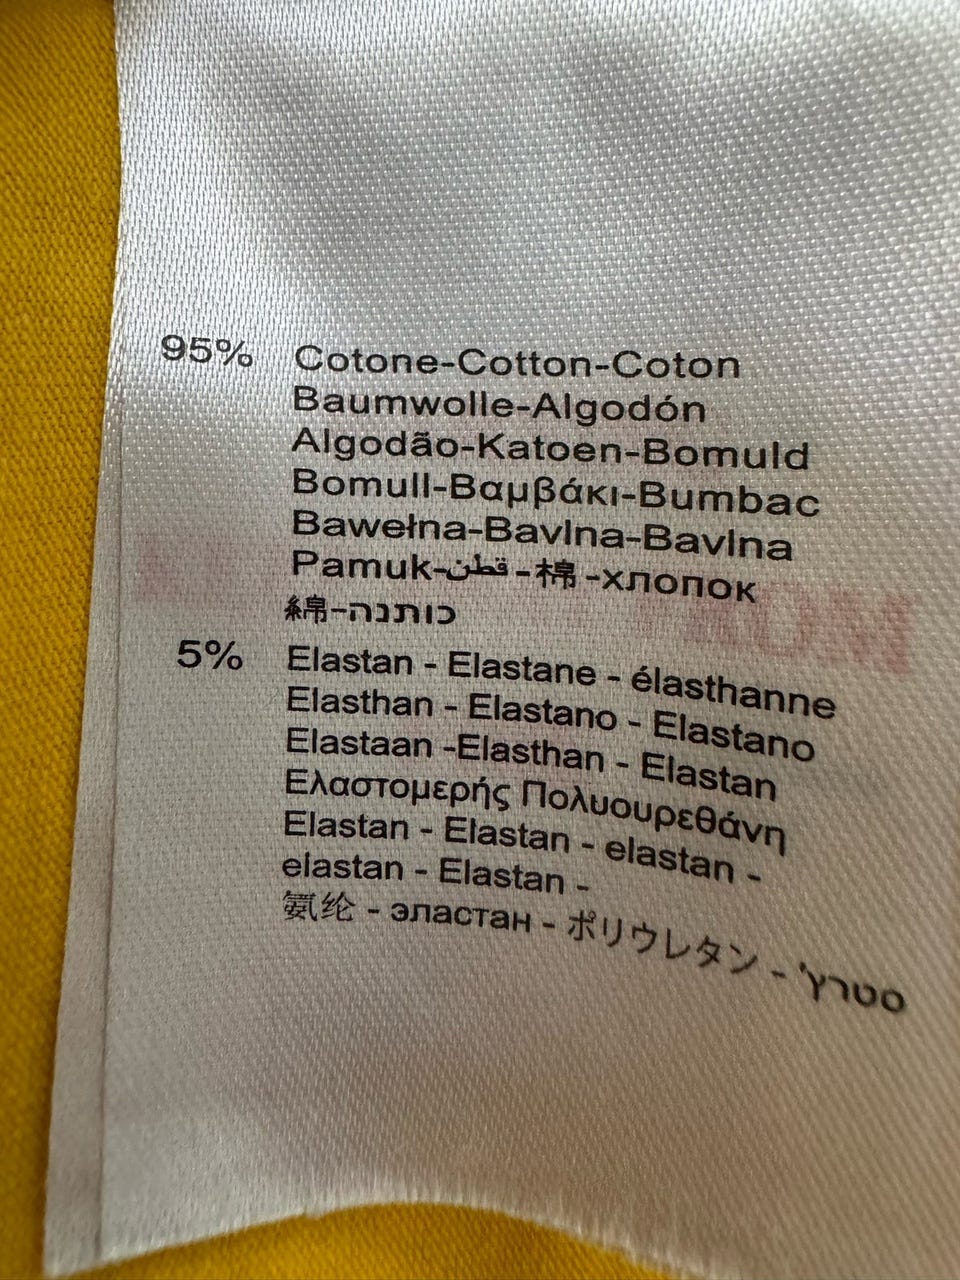 95% Cotone-Cotton-Coton
Baumwolle-Algodón
Algodão-Katoen-Bomuld
Bomull-Βαμβάκι-Bumbac
Bawełna-Bavlna-Bavlna
Pamuk-قطن-棉-хлопок
綿-כותנה
5% Elastan - Elastane - élasthanne
Elasthan - Elastano - Elastano
Elastaan -Elasthan - Elastan
Ελαστομερής Πολυουρεθάνη
Elastan - Elastan - elastan -
elastan - Elastan -
氨纶 - эластан - ポリウレタン - סטרץ'